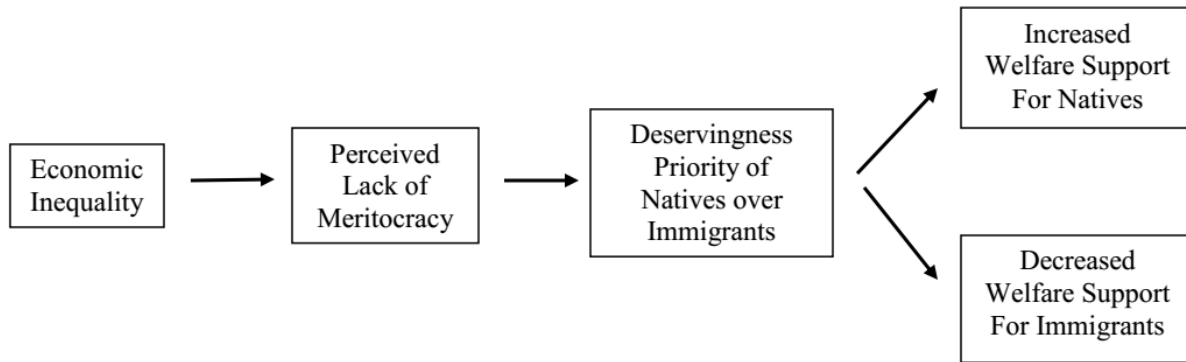 Economic
Inequality
Perceived
Lack of
Meritocracy
Deservingness
Priority of
Natives over
Immigrants
Increased
Welfare Support
For Natives
Decreased
Welfare Support
For Immigrants